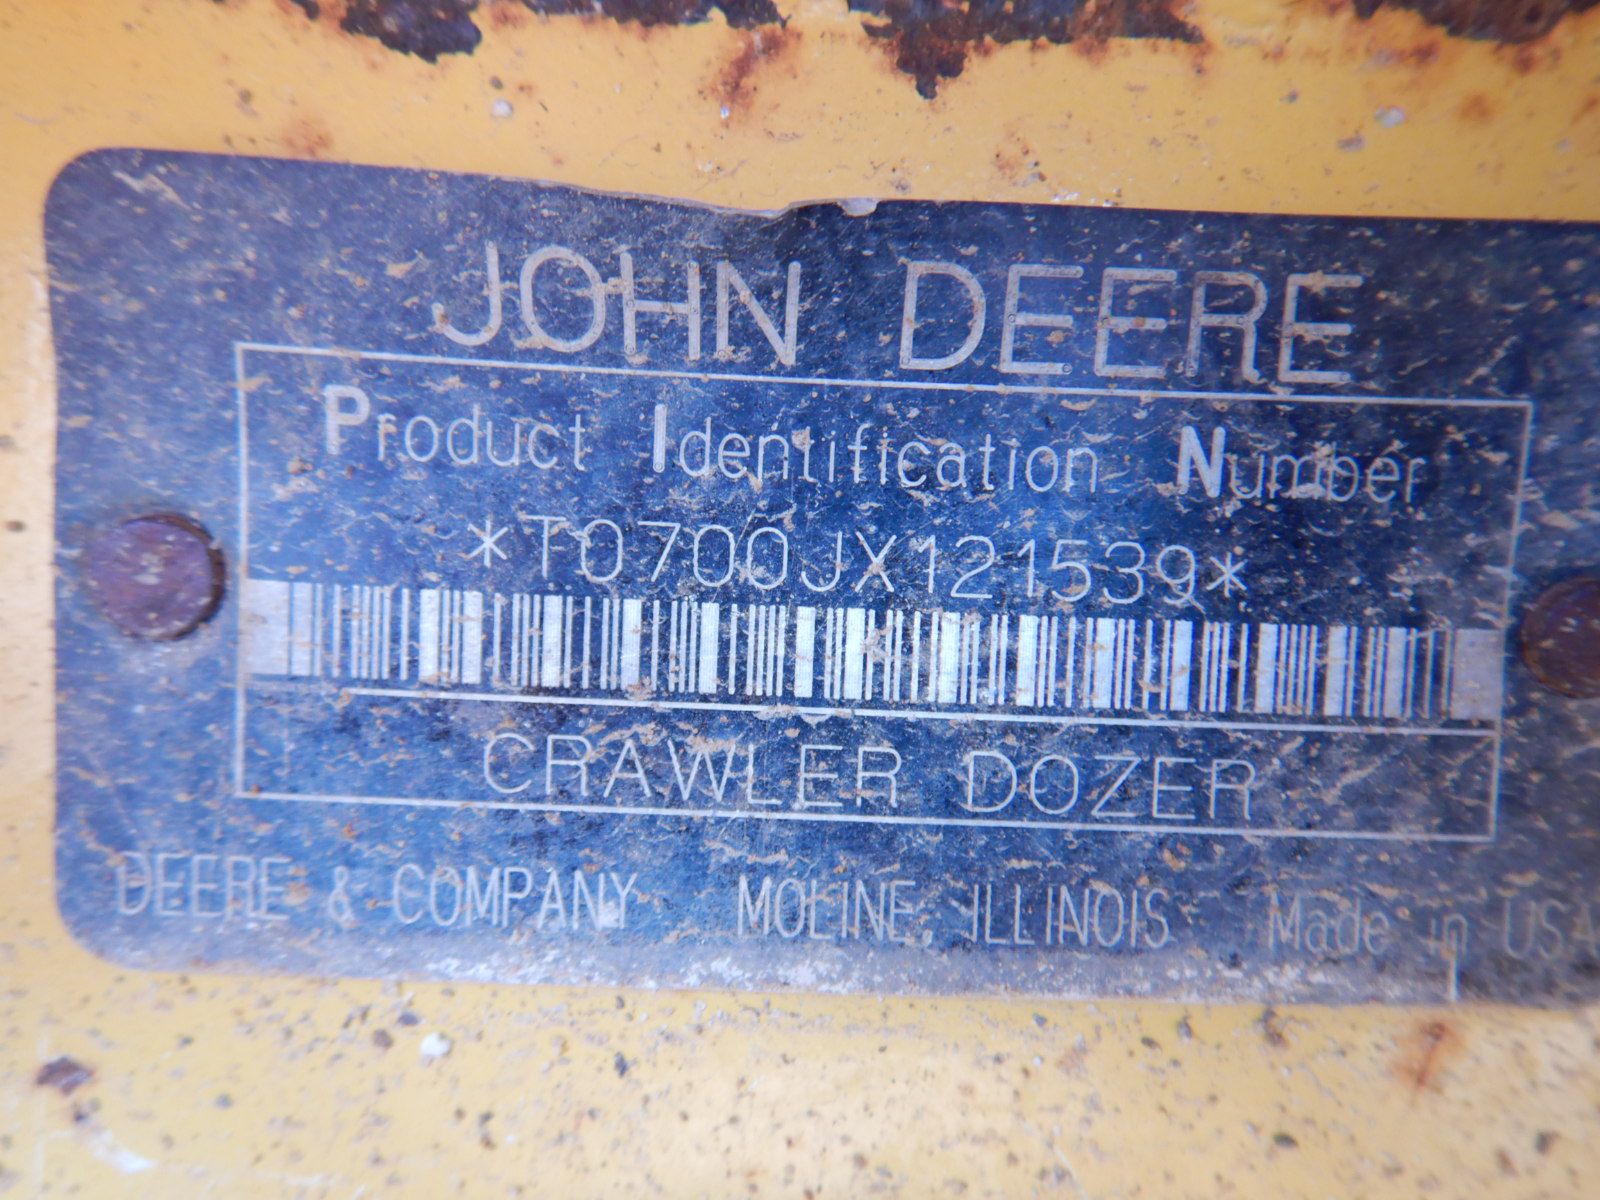 JOHN DEERE
Product Identification Number
*T0700JX121539*
CRAWLER DOZER
DEERE & COMPANY MOLINE, ILLINOIS Made in USA